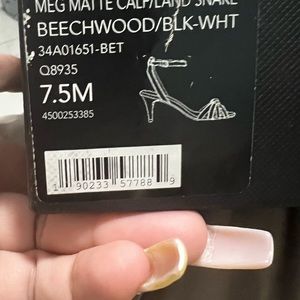 MEG MATTE CALF/LAND SNAKE
BEECHWOOD/BLK-WHT
34A01651-BET
Q8935
7.5M
4500253385
1 90233 57788 9